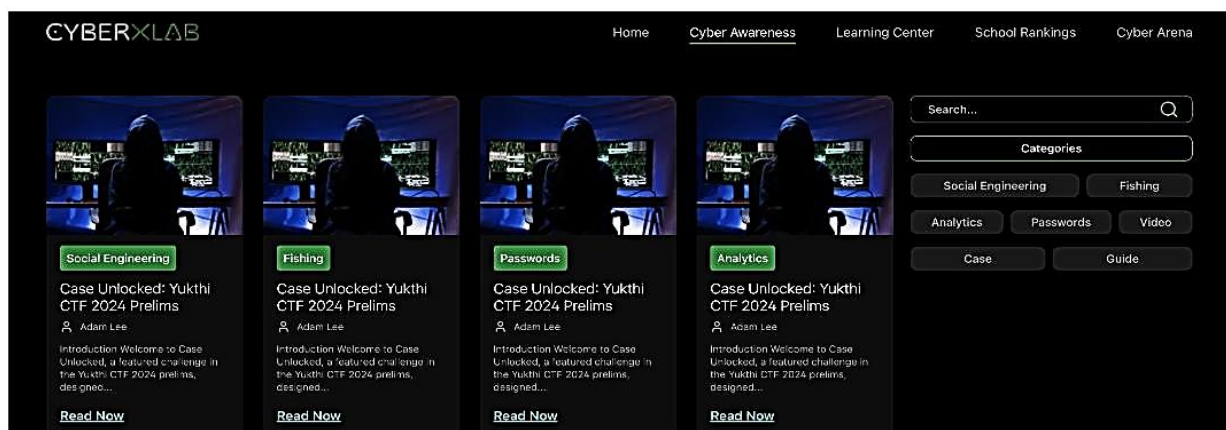 CYBERXLAB
Home Cyber Awareness Learning Center School Rankings Cyber Arena
Social Engineering
Case Unlocked: Yukthi
CTF 2024 Prelims
Adam Lee
Introduction Welcome to Case
Unlocked, a featured challenge in
the Yukthi CTF 2024 prelims,
designed...
Read Now
Fishing
Case Unlocked: Yukthi
CTF 2024 Prelims
Adam Lee
Introduction Welcome to Case
Unlocked, a featured challenge in
the Yukthi CTF 2024 prelims,
designed...
Read Now
Passwords
Case Unlocked: Yukthi
CTF 2024 Prelims
Adam Lee
Introduction Welcome to Case
Unlocked, a featured challenge in
the Yukthi CTF 2024 prelims,
designed...
Read Now
Analytics
Case Unlocked: Yukthi
CTF 2024 Prelims
Adam Lee
Introduction Welcome to Case
Unlocked, a featured challenge in
the Yukthi CTF 2024 prelims,
designed...
Read Now
Search...
Categories
Social Engineering Fishing
Analytics Passwords Video
Case Guide